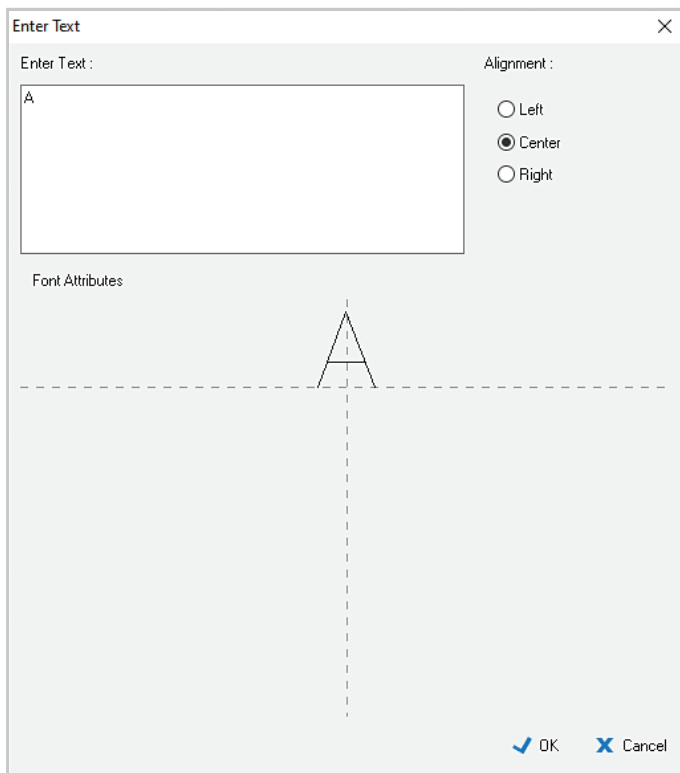 Enter Text
Enter Text :
Alignment :
A
Left
Center
Right
Font Attributes
A
OK
Cancel